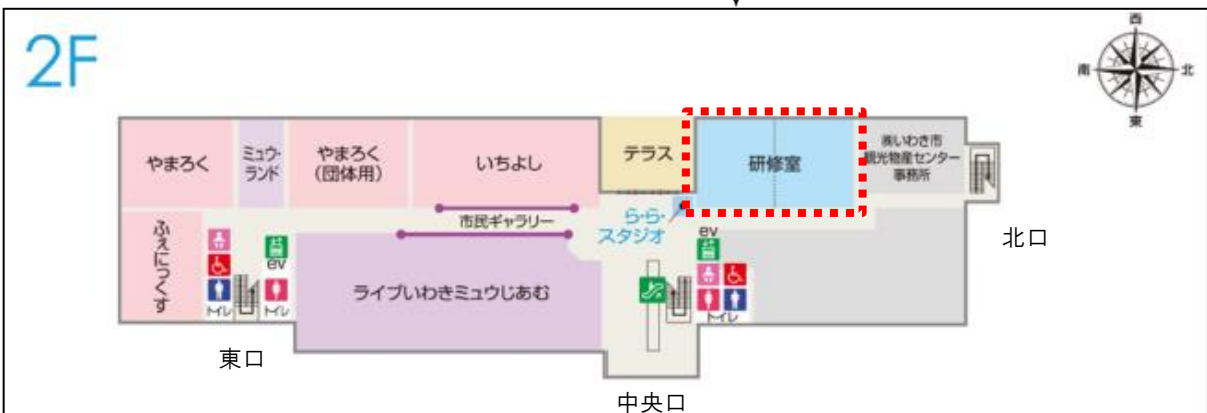 2F
西
南
北
東
やまろく
ミュウ・
ランド
やまろく
(団体用)
いちよし
テラス
研修室
㈱いわき市
観光物産センター
事務所
市民ギャラリー
ら・ら・
スタジオ
北口
ふぇにっくす
ev
トイレ
トイレ
ライブいわきミュウじあむ
ev
トイレ
東口
中央口